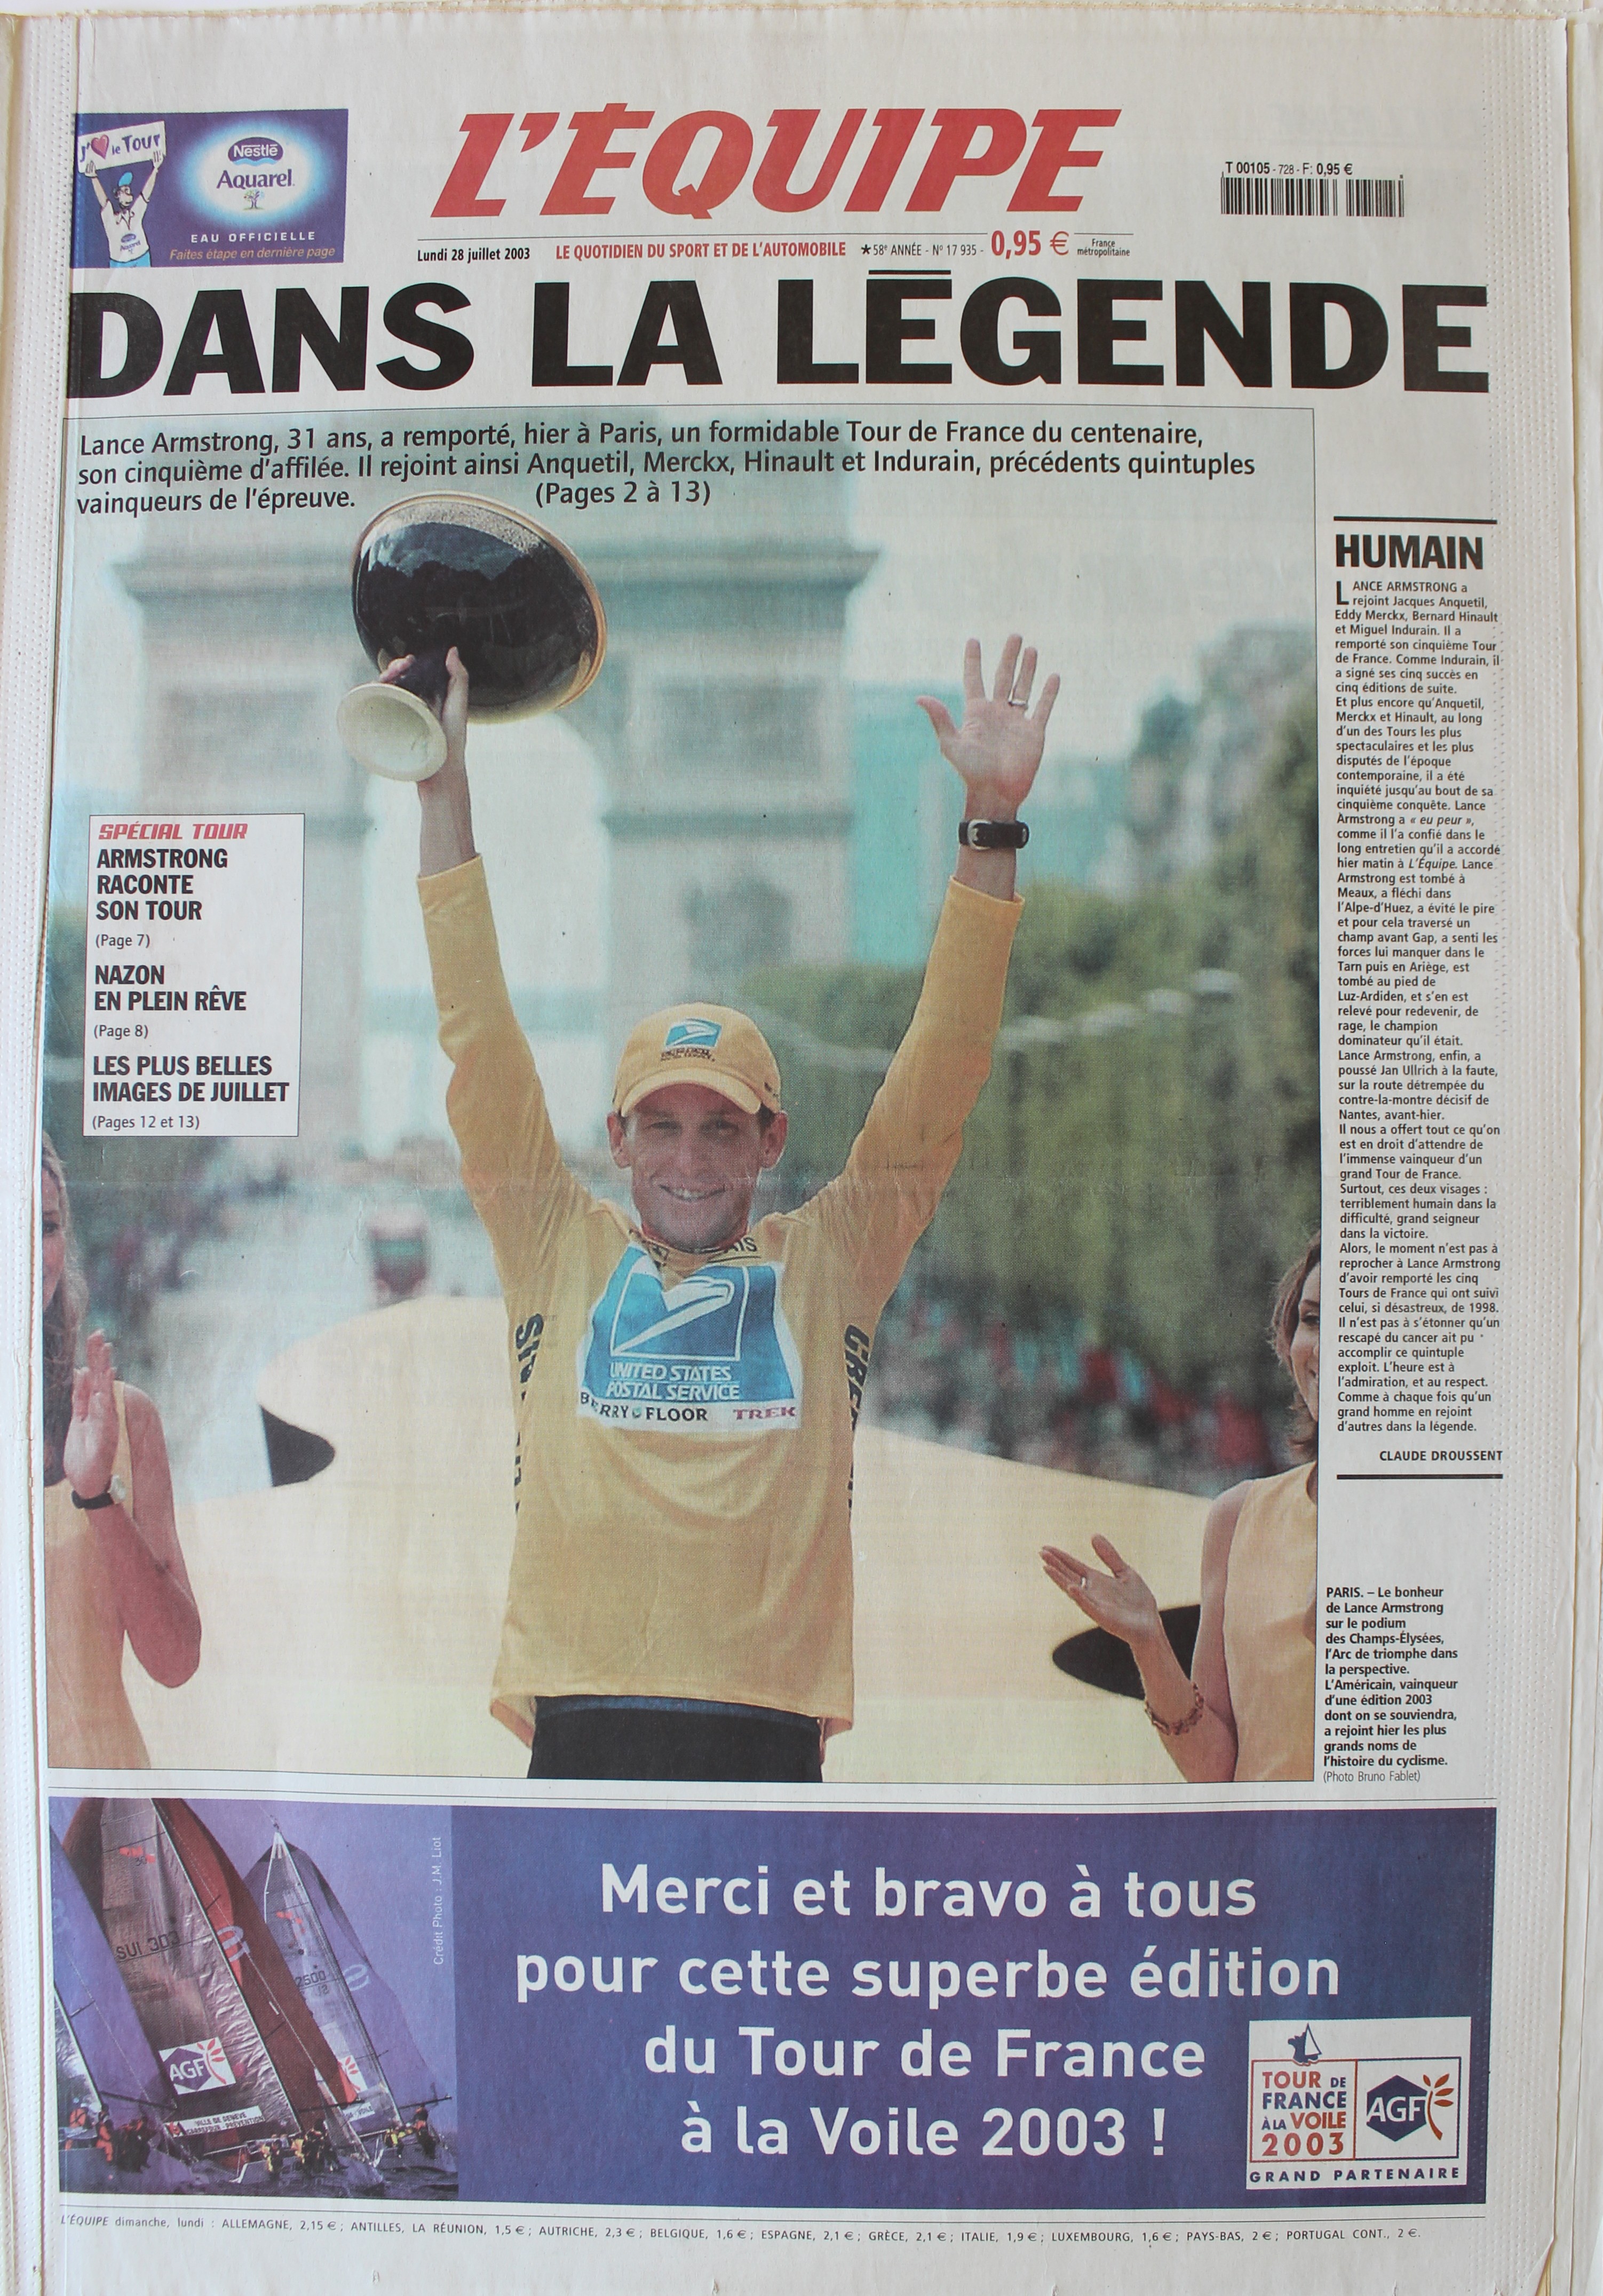 J'❤ le Tour
Nestlé
Aquarel
EAU OFFICIELLE
Faites étape en dernière page
L'ÉQUIPE
T 00105 - 728 - F: 0,95 €
Lundi 28 juillet 2003
LE QUOTIDIEN DU SPORT ET DE L'AUTOMOBILE
★ 58e ANNÉE - N° 17 935 - 0,95 € France métropolitaine
DANS LA LÉGENDE
Lance Armstrong, 31 ans, a remporté, hier à Paris, un formidable Tour de France du centenaire,
son cinquième d'affilée. Il rejoint ainsi Anquetil, Merckx, Hinault et Indurain, précédents quintuples
vainqueurs de l'épreuve. (Pages 2 à 13)
SPÉCIAL TOUR
ARMSTRONG
RACONTE
SON TOUR
(Page 7)
NAZON
EN PLEIN RÊVE
(Page 8)
LES PLUS BELLES
IMAGES DE JUILLET
(Pages 12 et 13)
UNITED STATES
POSTAL SERVICE
BERRY FLOOR TREK
HUMAIN
LANCE ARMSTRONG a
rejoint Jacques Anquetil,
Eddy Merckx, Bernard Hinault
et Miguel Indurain. Il a
remporté son cinquième Tour
de France. Comme Indurain, il
a signé ses cinq succès en
cinq éditions de suite.
Et plus encore qu'Anquetil,
Merckx et Hinault, au long
d'un des Tours les plus
spectaculaires et les plus
disputés de l'époque
contemporaine, il a été
inquiété jusqu'au bout de sa
cinquième conquête. Lance
Armstrong a « eu peur »,
comme il l'a confié dans le
long entretien qu'il a accordé
hier matin à L'Équipe. Lance
Armstrong est tombé à
Meaux, a fléchi dans
l'Alpe-d'Huez, a évité le pire
et pour cela traversé un
champ avant Gap, a senti les
forces lui manquer dans le
Tarn puis en Ariège, est
tombé au pied de
Luz-Ardiden, et s'en est
relevé pour redevenir, de
rage, le champion
dominateur qu'il était.
Lance Armstrong, enfin, a
poussé Jan Ullrich à la faute,
sur la route détrempée du
contre-la-montre décisif de
Nantes, avant-hier.
Il nous a offert tout ce qu'on
est en droit d'attendre de
l'immense vainqueur d'un
grand Tour de France.
Surtout, ces deux visages :
terriblement humain dans la
difficulté, grand seigneur
dans la victoire.
Alors, le moment n'est pas à
reprocher à Lance Armstrong
d'avoir remporté les cinq
Tours de France qui ont suivi
celui, si désastreux, de 1998.
Il n'est pas à s'étonner qu'un
rescapé du cancer ait pu
accomplir ce quintuple
exploit. L'heure est à
l'admiration, et au respect.
Comme à chaque fois qu'un
grand homme en rejoint
d'autres dans la légende.
CLAUDE DROUSSENT
PARIS. – Le bonheur
de Lance Armstrong
sur le podium
des Champs-Élysées,
l'Arc de triomphe dans
la perspective.
L'Américain, vainqueur
d'une édition 2003
dont on se souviendra,
a rejoint hier les plus
grands noms de
l'histoire du cyclisme.
(Photo Bruno Fablet)
SUI 303
AGF
VILLE DE GENEVE
Crédit Photo : J.M. Liot
Merci et bravo à tous
pour cette superbe édition
du Tour de France
à la Voile 2003 !
TOUR DE
FRANCE
À LA VOILE
2003
AGF
GRAND PARTENAIRE
L'ÉQUIPE dimanche, lundi : ALLEMAGNE, 2,15 € ; ANTILLES, LA RÉUNION, 1,5 € ; AUTRICHE, 2,3 € ; BELGIQUE, 1,6 € ; ESPAGNE, 2,1 € ; GRÈCE, 2,1 € ; ITALIE, 1,9 € ; LUXEMBOURG, 1,6 € ; PAYS-BAS, 2 € ; PORTUGAL CONT., 2 €.